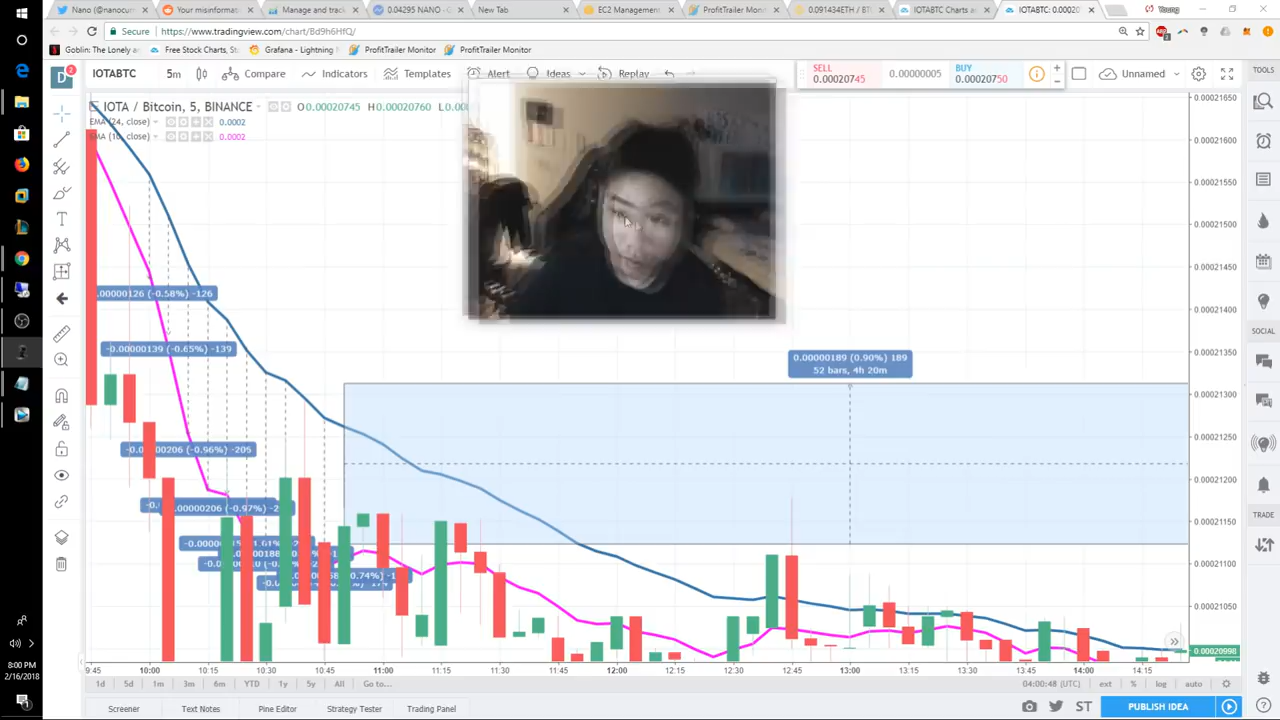 Nano (@nanocurr
Your misinformati
Manage and track
0.04295 NANO -
New Tab
EC2 Management
ProfitTrailer Monit
0.091434ETH | BT
IOTABTC Charts a
IOTABTC: 0.00020
Young
Secure
https://www.tradingview.com/chart/Bd9h6HfQ/
Goblin: The Lonely a
Free Stock Charts, St
Grafana - Lightning
ProfitTrailer Monitor
ProfitTrailer Monitor
IOTABTC
5m
Compare
Indicators
Templates
Alert
Ideas
Replay
SELL
0.00020745
0.00000005
BUY
0.00020750
Unnamed
TOOLS
IOTA / Bitcoin, 5, BINANCE
O0.00020745 H0.00020760
EMA (24, close)
0.0002
0.0002
.00000126 (-0.58%) -126
-0.00000139 (-0.65%) -139
(-0.96%) -205
.00000206 (-0.97%)
0.00000189 (0.90%) 189
52 bars, 4h 20m
0.00021650
0.00021600
0.00021550
0.00021500
0.00021450
0.00021400
0.00021350
0.00021300
0.00021250
0.00021200
0.00021150
0.00021100
0.00021050
0.00020998
SOCIAL
TRADE
9:45
10:00
10:15
10:30
10:45
11:00
11:15
11:30
11:45
12:00
12:15
12:30
12:45
13:00
13:15
13:30
13:45
14:00
14:15
1d
5d
1m
3m
6m
YTD
1y
5y
All
Go to...
04:00:48 (UTC)
ext
%
log
auto
Screener
Text Notes
Pine Editor
Strategy Tester
Trading Panel
ST
PUBLISH IDEA
8:00 PM
2/16/2018